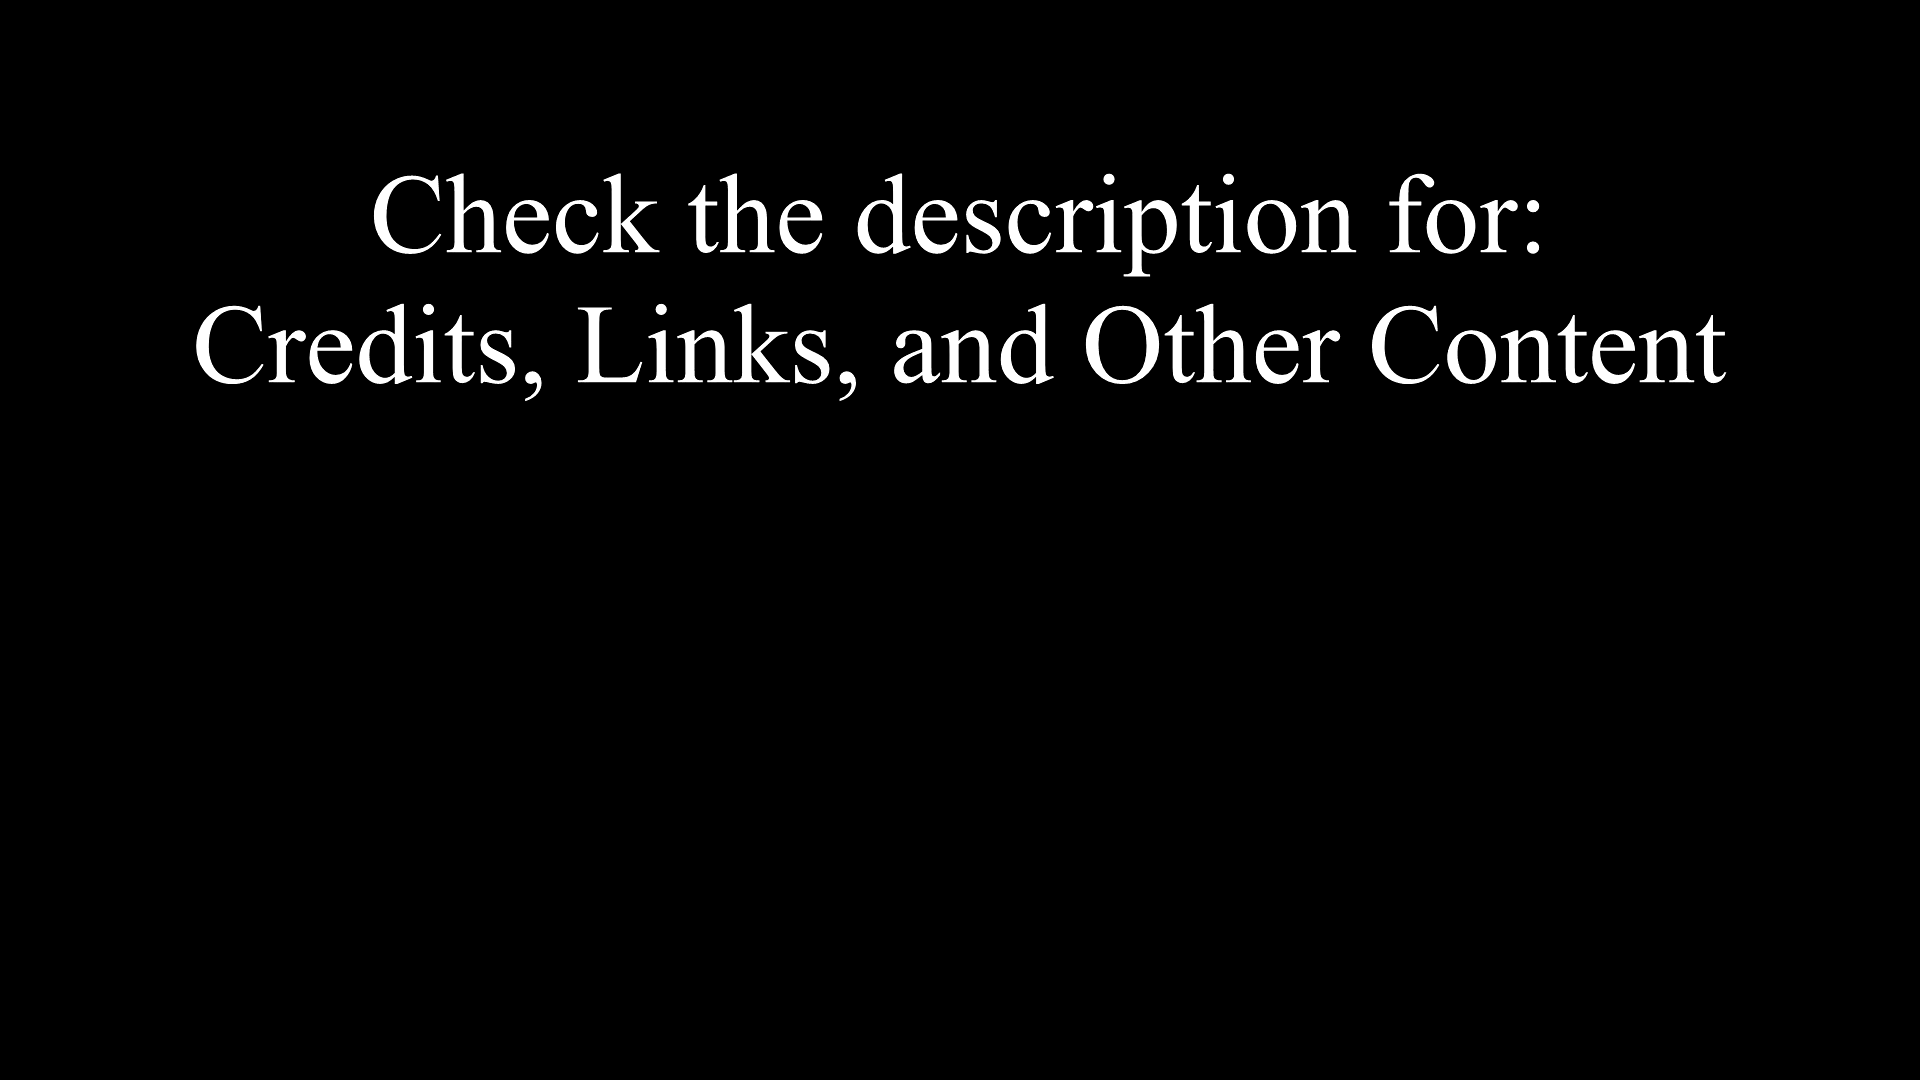 Check the description for:
Credits, Links, and Other Content